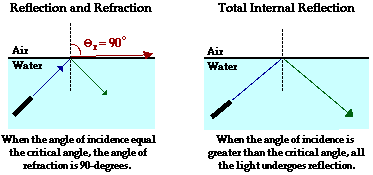 Reflection and Refraction
Θr = 90°
Air
Water
When the angle of incidence equal
the critical angle, the angle of
refraction is 90-degrees.
Total Internal Reflection
Air
Water
When the angle of incidence is
greater than the critical angle, all
the light undergoes reflection.